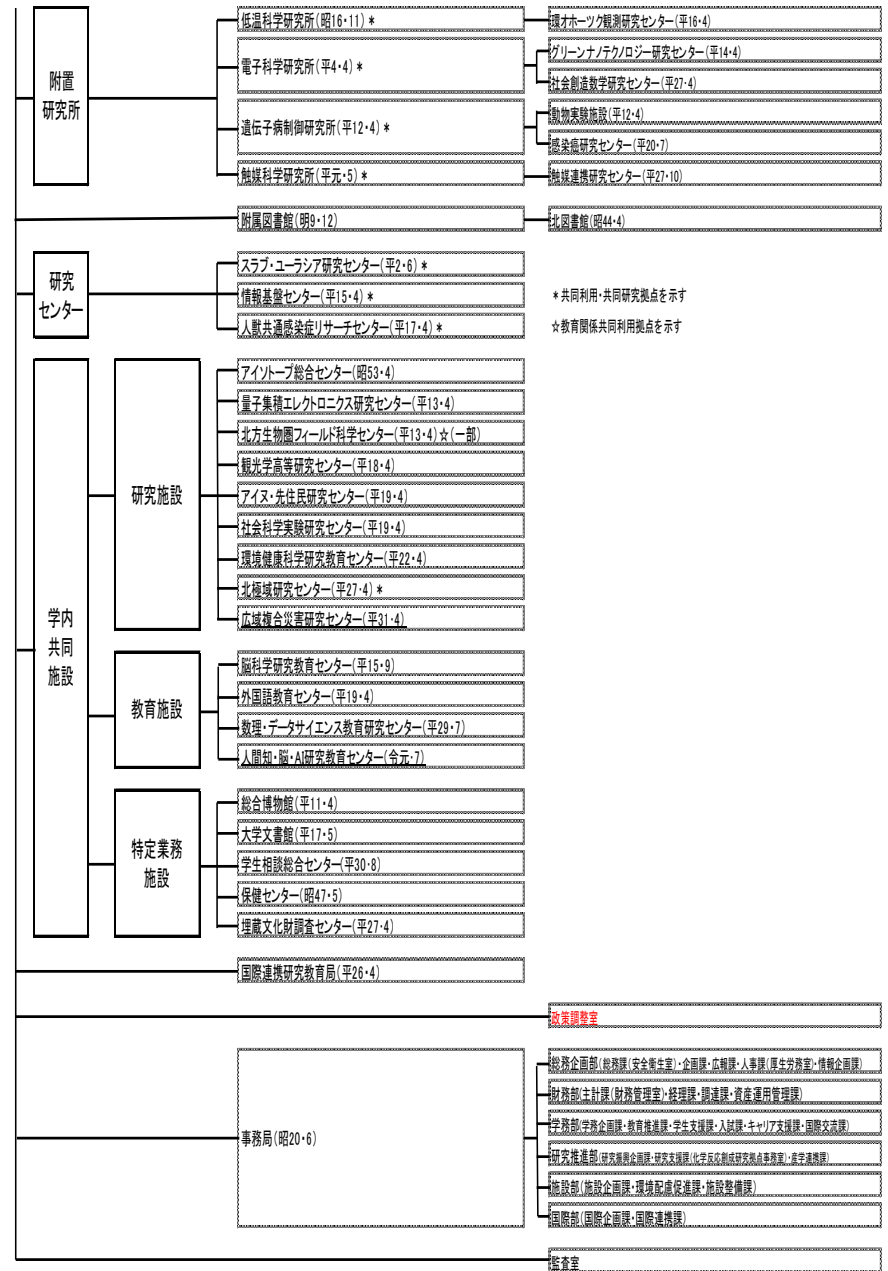 附置
研究所
低温科学研究所(昭16・11)＊
環オホーツク観測研究センター(平16・4)
電子科学研究所(平4・4)＊
グリーンナノテクノロジー研究センター(平14・4)
社会創造数学研究センター(平27・4)
遺伝子病制御研究所(平12・4)＊
動物実験施設(平12・4)
感染癌研究センター(平20・7)
触媒科学研究所(平元・5)＊
触媒連携研究センター(平27・10)
附属図書館(明9・12)
北図書館(昭44・4)
研究
センター
スラブ・ユーラシア研究センター(平2・6)＊
情報基盤センター(平15・4)＊
人獣共通感染症リサーチセンター(平17・4)＊
＊共同利用・共同研究拠点を示す
☆教育関係共同利用拠点を示す
学内
共同
施設
研究施設
アイソトープ総合センター(昭53・4)
量子集積エレクトロニクス研究センター(平13・4)
北方生物圏フィールド科学センター(平13・4)☆(一部)
観光学高等研究センター(平18・4)
アイヌ・先住民研究センター(平19・4)
社会科学実験研究センター(平19・4)
環境健康科学研究教育センター(平22・4)
北極域研究センター(平27・4)＊
広域複合災害研究センター(平31・4)
教育施設
脳科学研究教育センター(平15・9)
外国語教育センター(平19・4)
数理・データサイエンス教育研究センター(平29・7)
人間知・脳・AI研究教育センター(令元・7)
特定業務
施設
総合博物館(平11・4)
大学文書館(平17・5)
学生相談総合センター(平30・8)
保健センター(昭47・5)
埋蔵文化財調査センター(平27・4)
国際連携研究教育局(平26・4)
政策調整室
事務局(昭20・6)
総務企画部(総務課(安全衛生室)・企画課・広報課・人事課(厚生労務室)・情報企画課)
財務部(主計課(財務管理室)・経理課・調達課・資産運用管理課)
学務部(学務企画課・教育推進課・学生支援課・入試課・キャリア支援課・国際交流課)
研究推進部(研究振興企画課・研究支援課(化学反応創成研究拠点事務室)・産学連携課)
施設部(施設企画課・環境配慮促進課・施設整備課)
国際部(国際企画課・国際連携課)
監査室